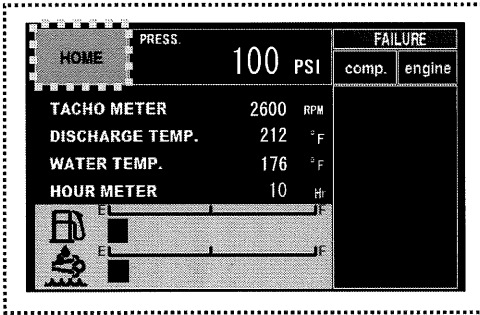 HOME
PRESS.
100 PSI
FAILURE
comp. engine
TACHO METER 2600 RPM
DISCHARGE TEMP. 212 °F
WATER TEMP. 176 °F
HOUR METER 10 Hr
E F
E F